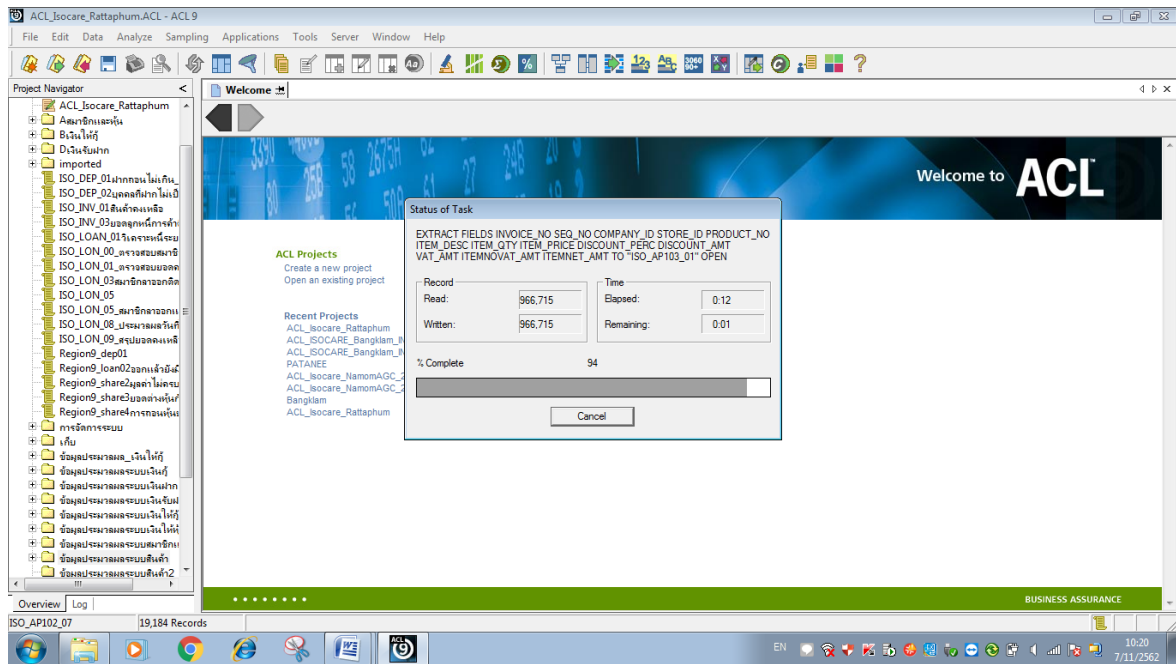 ACL_Isocare_Rattaphum.ACL - ACL 9
File Edit Data Analyze Sampling Applications Tools Server Window Help
Project Navigator
Welcome
ACL_Isocare_Rattaphum
Aสมาชิกและหุ้น
Bเงินให้กู้
Dเงินรับฝาก
imported
ISO_DEP_01ฝากถอนไม่เกิน_
ISO_DEP_02บุคคลที่ฝากไม่เป็
ISO_INV_01สินค้าคงเหลือ
ISO_INV_03ยอดลูกหนี้การค้า
ISO_LOAN_01วิเคราะห์หนี้ระย
ISO_LON_00_ตรวจสอบสมาชิ
ISO_LON_01_ตรวจสอบยอดค
ISO_LON_03สมาชิกลาออกติด
ISO_LON_05
ISO_LON_05_สมาชิกลาออกแ
ISO_LON_08_ประมวลผลวันที่
ISO_LON_09_สรุปยอดคงเหลื
Region9_dep01
Region9_loan02ออกแล้วยังมี
Region9_share2มูลค่าไม่ครบ
Region9_share3ยอดต่างหุ้นก
Region9_share4การถอนหุ้นร
การจัดการระบบ
เก็บ
ข้อมูลประมวลผล_เงินให้กู้
ข้อมูลประมวลผลระบบเงินกู้
ข้อมูลประมวลผลระบบเงินฝาก
ข้อมูลประมวลผลระบบเงินรับฝ
ข้อมูลประมวลผลระบบเงินให้กู้
ข้อมูลประมวลผลระบบเงินให้หุ้
ข้อมูลประมวลผลระบบสมาชิกแ
ข้อมูลประมวลผลระบบสินค้า
ข้อมูลประมวลผลระบบสินค้า2
Overview Log
Welcome to ACL
ACL Projects
Create a new project
Open an existing project
Recent Projects
ACL_Isocare_Rattaphum
ACL_ISOCARE_Bangklam_IN
ACL_ISOCARE_Bangklam_IN
PATANEE
ACL_Isocare_NamomAGC_2
ACL_Isocare_NamomAGC_2
Bangklam
ACL_Isocare_Rattaphum
Status of Task
EXTRACT FIELDS INVOICE_NO SEQ_NO COMPANY_ID STORE_ID PRODUCT_NO
ITEM_DESC ITEM_QTY ITEM_PRICE DISCOUNT_PERC DISCOUNT_AMT
VAT_AMT ITEMNOVAT_AMT ITEMNET_AMT TO "ISO_AP103_01" OPEN
Record Time
Read: 966,715 Elapsed: 0:12
Written: 966,715 Remaining: 0:01
% Complete 94
Cancel
BUSINESS ASSURANCE
ISO_AP102_07 19,184 Records
EN 10:20
7/11/2562